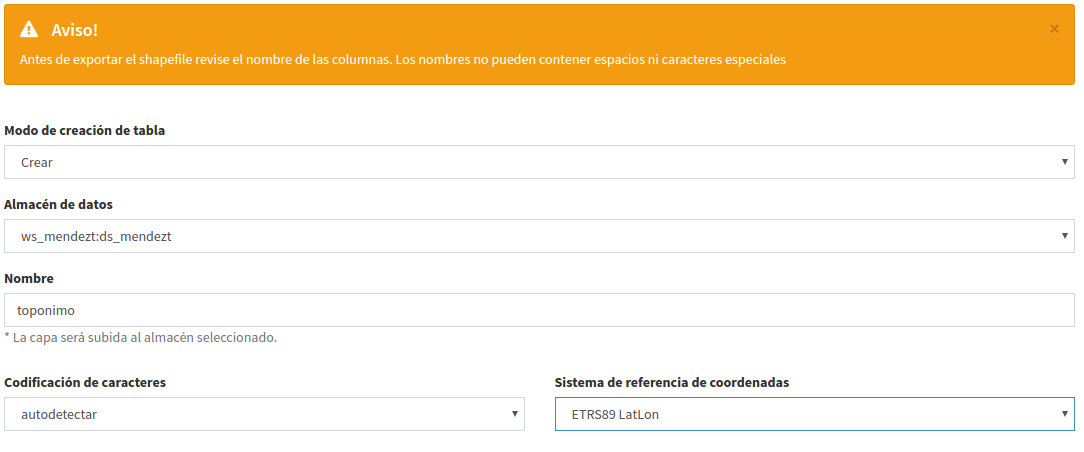 Aviso!
×
Antes de exportar el shapefile revise el nombre de las columnas. Los nombres no pueden contener espacios ni caracteres especiales
Modo de creación de tabla
Crear
Almacén de datos
ws_mendezt:ds_mendezt
Nombre
toponimo
* La capa será subida al almacén seleccionado.
Codificación de caracteres
autodetectar
Sistema de referencia de coordenadas
ETRS89 LatLon